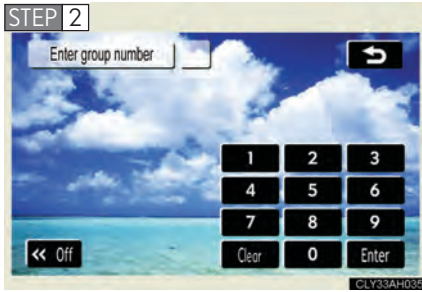 STEP 2
Enter group number
1 2 3
4 5 6
7 8 9
« Off Clear 0 Enter
CLY33AH035